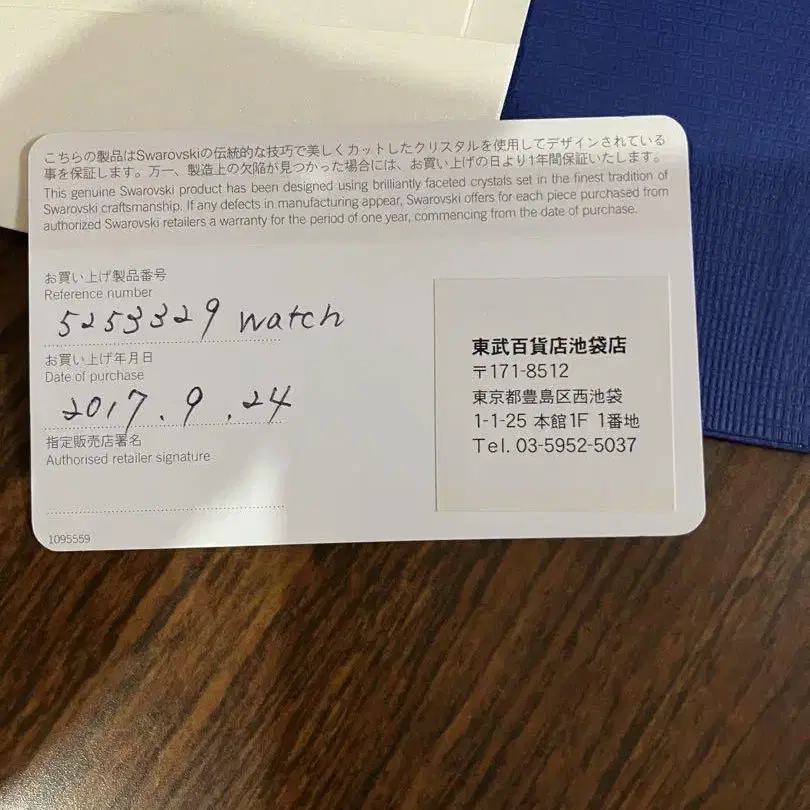 こちらの製品はSwarovskiの伝統的な技巧で美しくカットしたクリスタルを使用してデザインされている
事を保証します。万一、製造上の欠陥が見つかった場合には、お買い上げの日より1年間保証いたします。
This genuine Swarovski product has been designed using brilliantly faceted crystals set in the finest tradition of
Swarovski craftsmanship. If any defects in manufacturing appear, Swarovski offers for each piece purchased from
authorized Swarovski retailers a warranty for the period of one year, commencing from the date of purchase.
お買い上げ製品番号
Reference number
5253329 watch
お買い上げ年月日
Date of purchase
2017.9.24
指定販売店署名
Authorised retailer signature
1095559
東武百貨店池袋店
〒171-8512
東京都豊島区西池袋
1-1-25 本館1F 1番地
Tel. 03-5952-5037